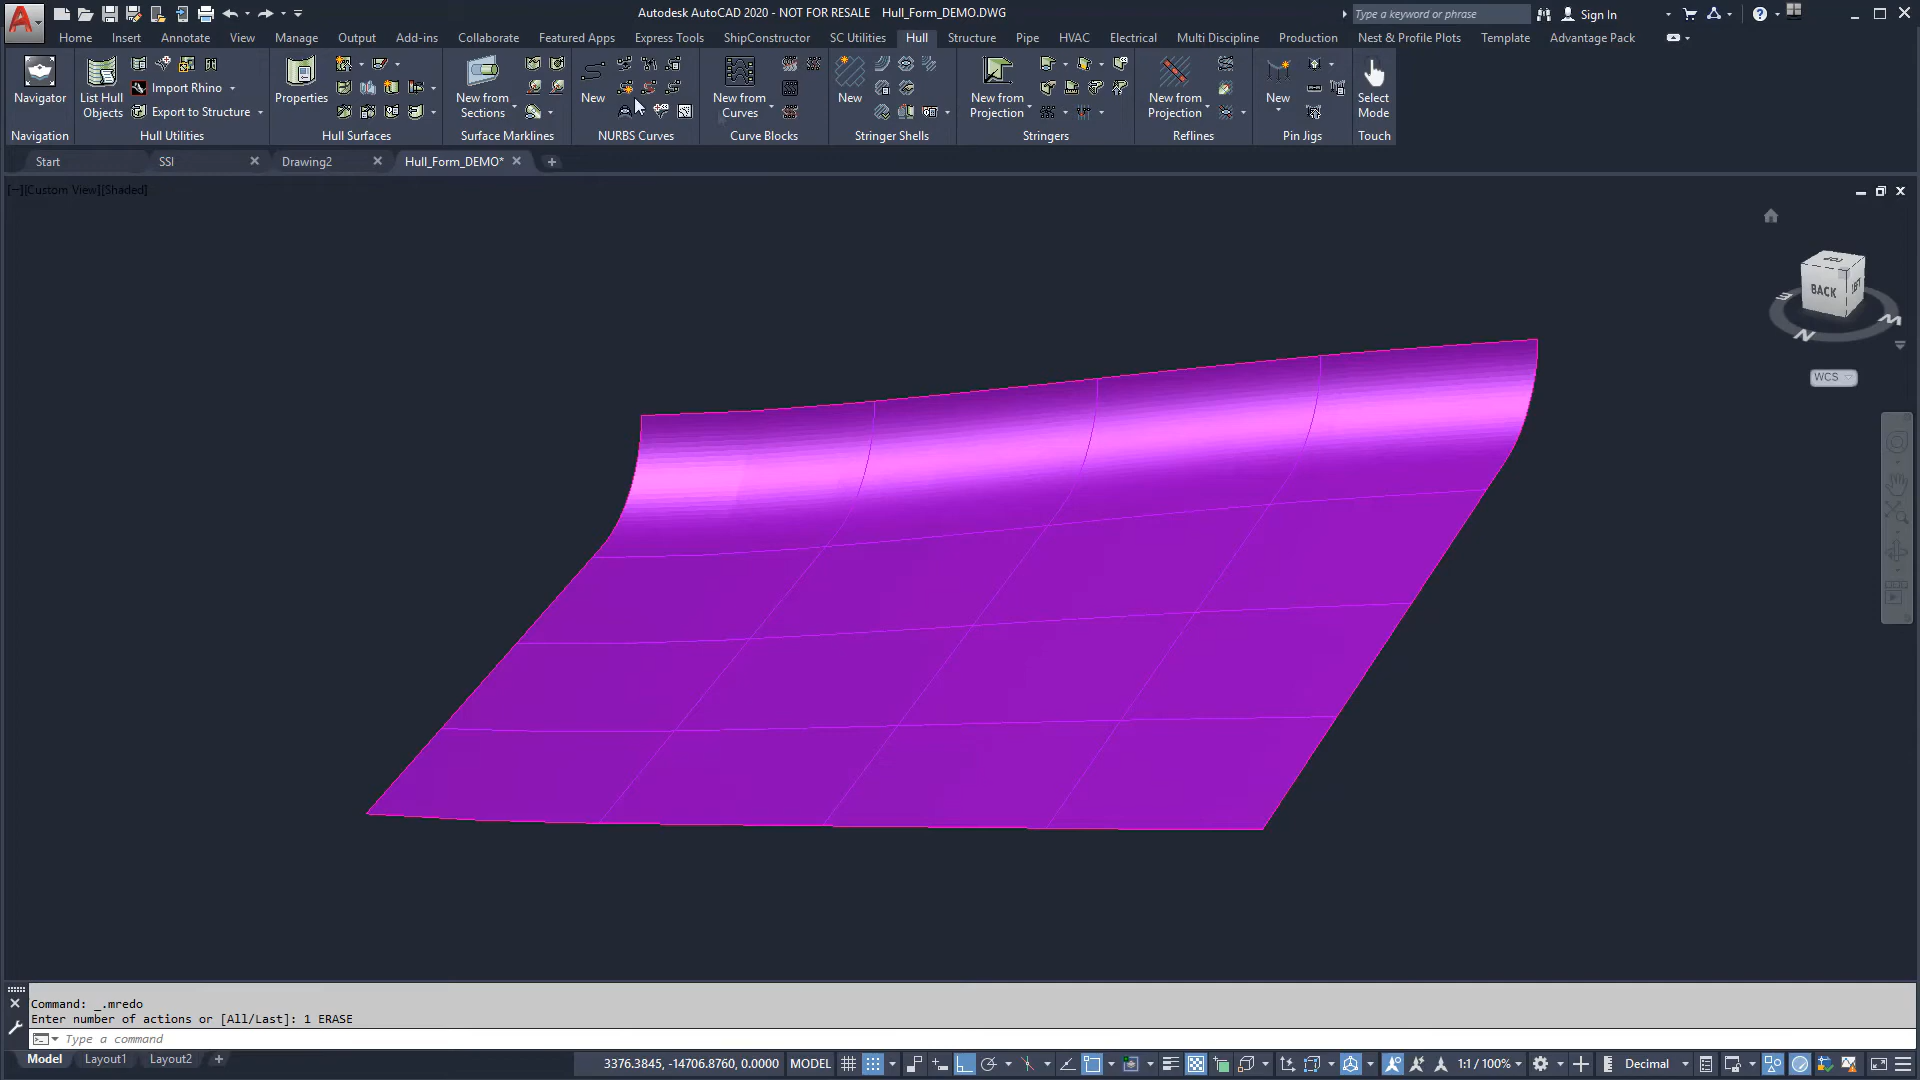 Autodesk AutoCAD 2020 - NOT FOR RESALE Hull_Form_DEMO.DWG
Type a keyword or phrase
Sign In
Home Insert Annotate View Manage Output Add-ins Collaborate Featured Apps Express Tools ShipConstructor SC Utilities Hull Structure Pipe HVAC Electrical Multi Discipline Production Nest & Profile Plots Template Advantage Pack
Navigator
List Hull Objects
Import Rhino
Export to Structure
Properties
New from Sections
New
New from Curves
New
New from Projection
New from Projection
New
Select Mode
Navigation Hull Utilities Hull Surfaces Surface Marklines NURBS Curves Curve Blocks Stringer Shells Stringers Reflines Pin Jigs Touch
Start SSI Drawing2 Hull_Form_DEMO*
[−][Custom View][Shaded]
BACK
N
WCS
Command: _.mredo
Enter number of actions or [All/Last]: 1 ERASE
Type a command
Model Layout1 Layout2 +
3376.3845, -14706.8760, 0.0000 MODEL
1:1 / 100%
Decimal